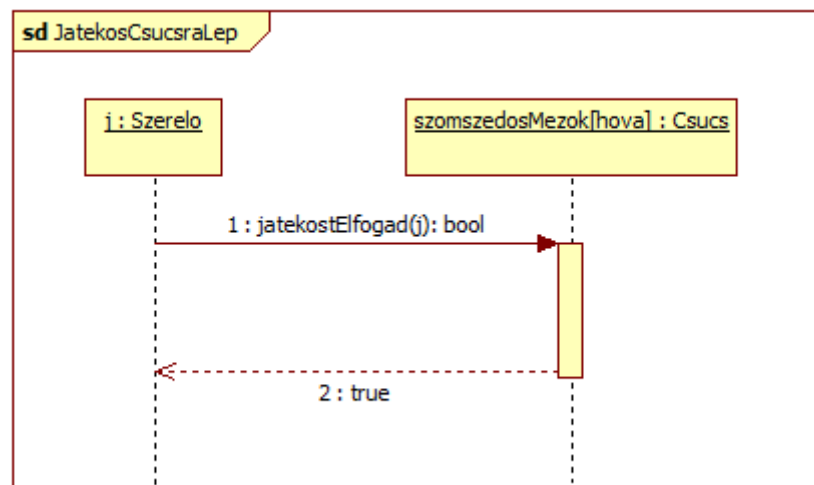 sd JatekosCsucsraLep
j : Szerelo
szomszedosMezok[hova] : Csucs
1 : jatekostElfogad(j): bool
2 : true